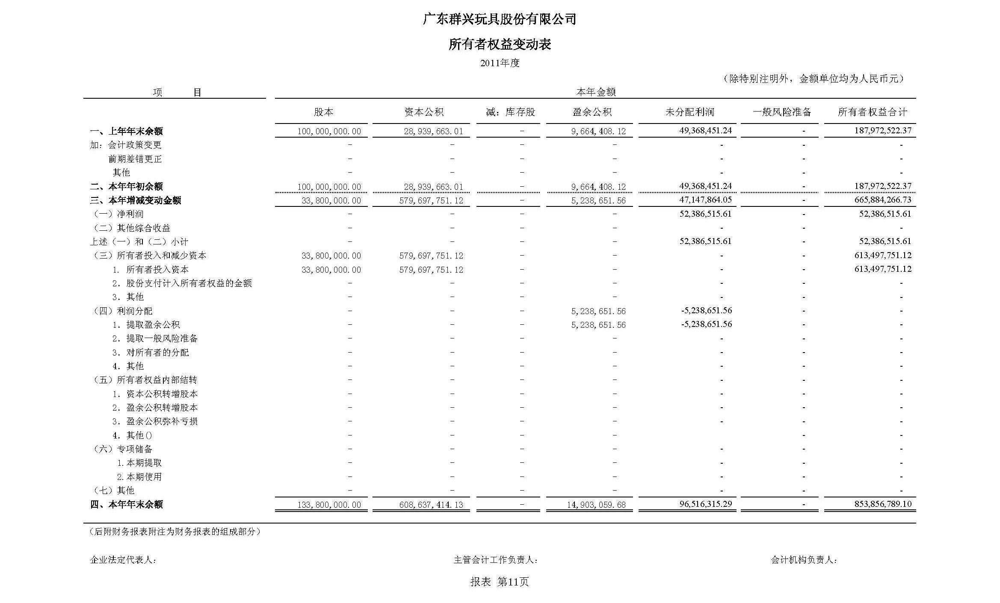 广东群兴玩具股份有限公司
所有者权益变动表
2011年度
（除特别注明外，金额单位均为人民币元）
项 目 本年金额
股本 资本公积 减：库存股 盈余公积 未分配利润 一般风险准备 所有者权益合计
一、上年年末余额 100,000,000.00 28,939,663.01 - 9,664,408.12 49,368,451.24 - 187,972,522.37
加：会计政策变更 - - - - - - -
前期差错更正 - - - - - - -
其他 - - - - - - -
二、本年年初余额 100,000,000.00 28,939,663.01 - 9,664,408.12 49,368,451.24 - 187,972,522.37
三、本年增减变动金额 33,800,000.00 579,697,751.12 - 5,238,651.56 47,147,864.05 - 665,884,266.73
（一）净利润 - - - - 52,386,515.61 - 52,386,515.61
（二）其他综合收益 - - - - - - -
上述（一）和（二）小计 - - - - 52,386,515.61 - 52,386,515.61
（三）所有者投入和减少资本 33,800,000.00 579,697,751.12 - - - - 613,497,751.12
1. 所有者投入资本 33,800,000.00 579,697,751.12 - - - - 613,497,751.12
2．股份支付计入所有者权益的金额 - - - - - - -
3．其他 - - - - - - -
（四）利润分配 - - - 5,238,651.56 -5,238,651.56 - -
1．提取盈余公积 - - - 5,238,651.56 -5,238,651.56 - -
2．提取一般风险准备 - - - - - - -
3．对所有者的分配 - - - - - - -
4．其他 - - - - - - -
（五）所有者权益内部结转 - - - - - - -
1．资本公积转增股本 - - - - - - -
2．盈余公积转增股本 - - - - - - -
3．盈余公积弥补亏损 - - - - - - -
4．其他() - - - - - -
（六）专项储备 - - - - - - -
1.本期提取 - - - - - - -
2.本期使用 - - - - - - -
（七）其他 - - - - - - -
四、本年年末余额 133,800,000.00 608,637,414.13 - 14,903,059.68 96,516,315.29 - 853,856,789.10
（后附财务报表附注为财务报表的组成部分）
企业法定代表人： 主管会计工作负责人： 会计机构负责人：
报表 第11页